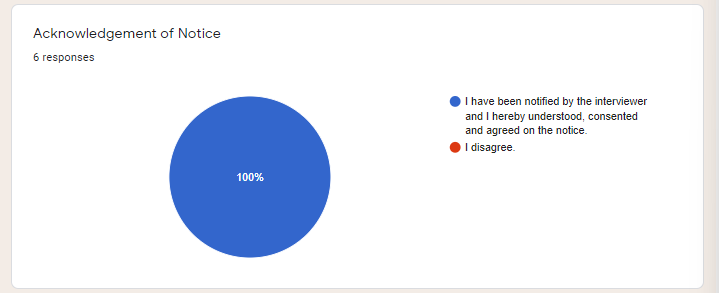 Acknowledgement of Notice
6 responses
100%
I have been notified by the interviewer
and I hereby understood, consented
and agreed on the notice.
I disagree.